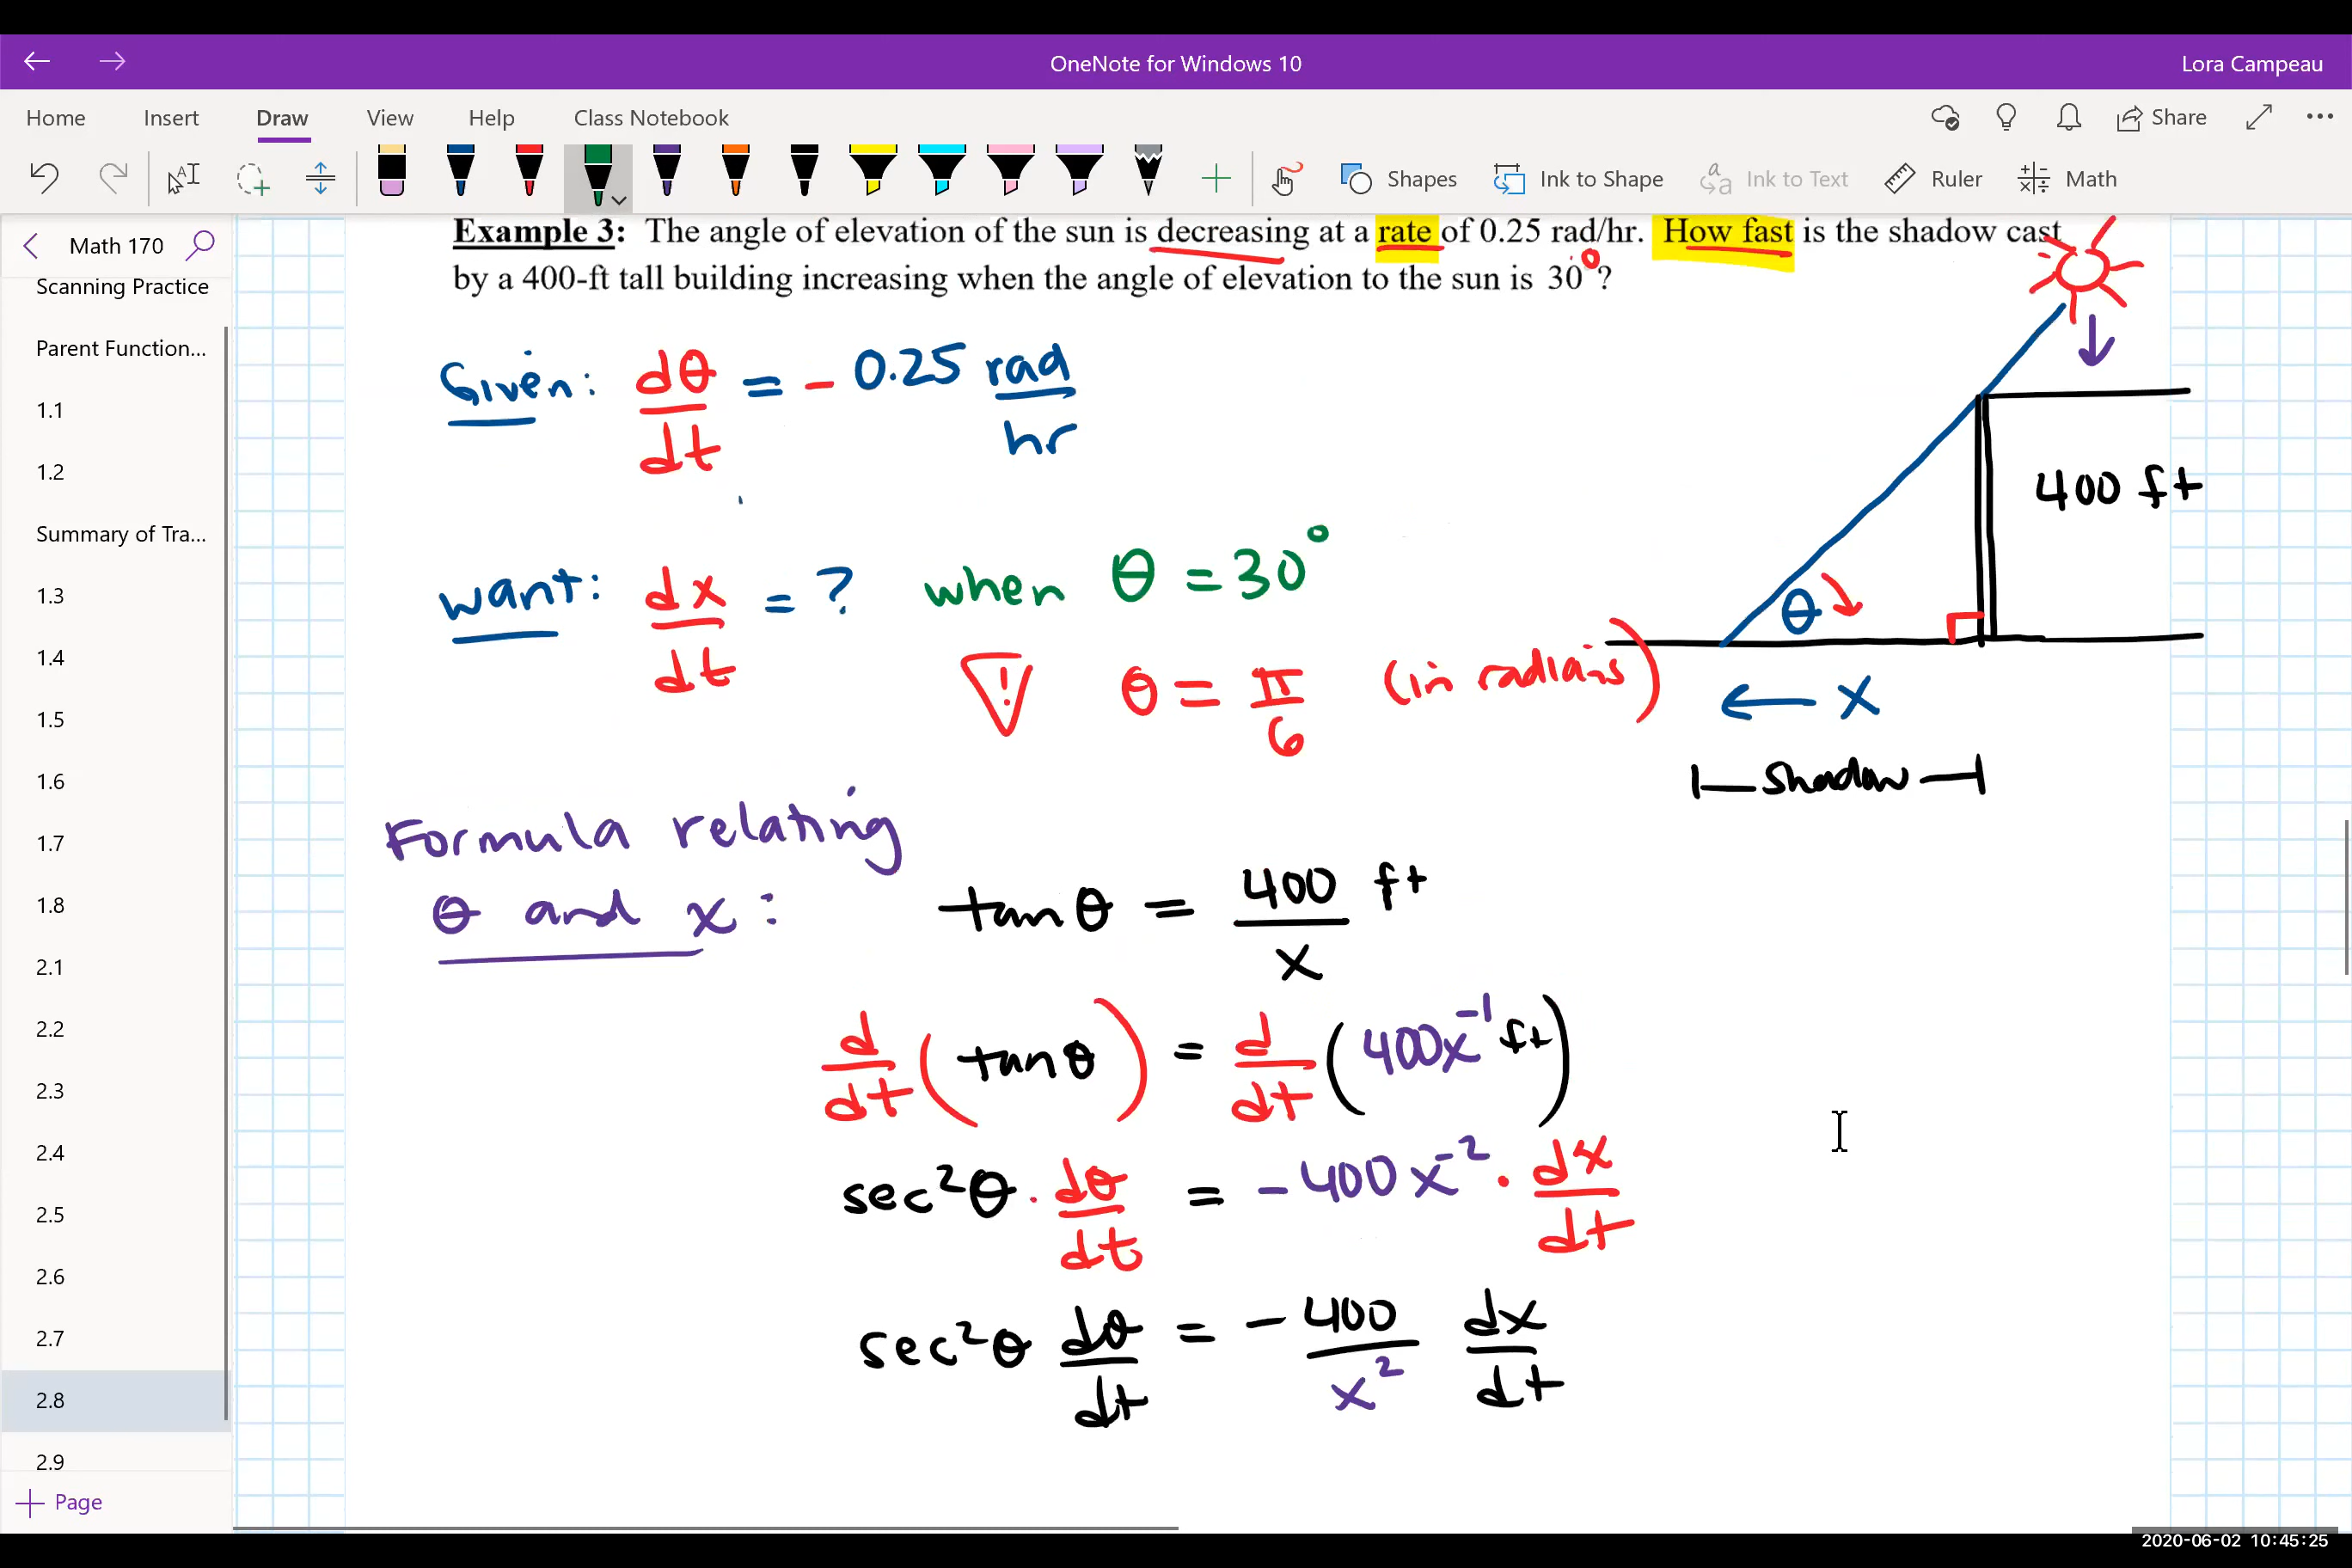 OneNote for Windows 10
Lora Campeau
Home Insert Draw View Help Class Notebook
Share
Shapes Ink to Shape Ink to Text Ruler Math
Math 170
Scanning Practice
Parent Function...
1.1
1.2
Summary of Tra...
1.3
1.4
1.5
1.6
1.7
1.8
2.1
2.2
2.3
2.4
2.5
2.6
2.7
2.8
2.9
Page
Example 3: The angle of elevation of the sun is decreasing at a rate of 0.25 rad/hr. How fast is the shadow cast
by a 400-ft tall building increasing when the angle of elevation to the sun is 30°?
Given: dθ/dt = - 0.25 rad/hr
want: dx/dt = ? when θ = 30°
! θ = π/6 (in radians)
400 ft
θ
← x
Shadow
Formula relating
θ and x: tanθ = 400/x ft
d/dt (tanθ) = d/dt (400x⁻¹ ft)
sec²θ · dθ/dt = -400x⁻² · dx/dt
sec²θ dθ/dt = - 400/x² dx/dt
2020-06-02 10:45:25